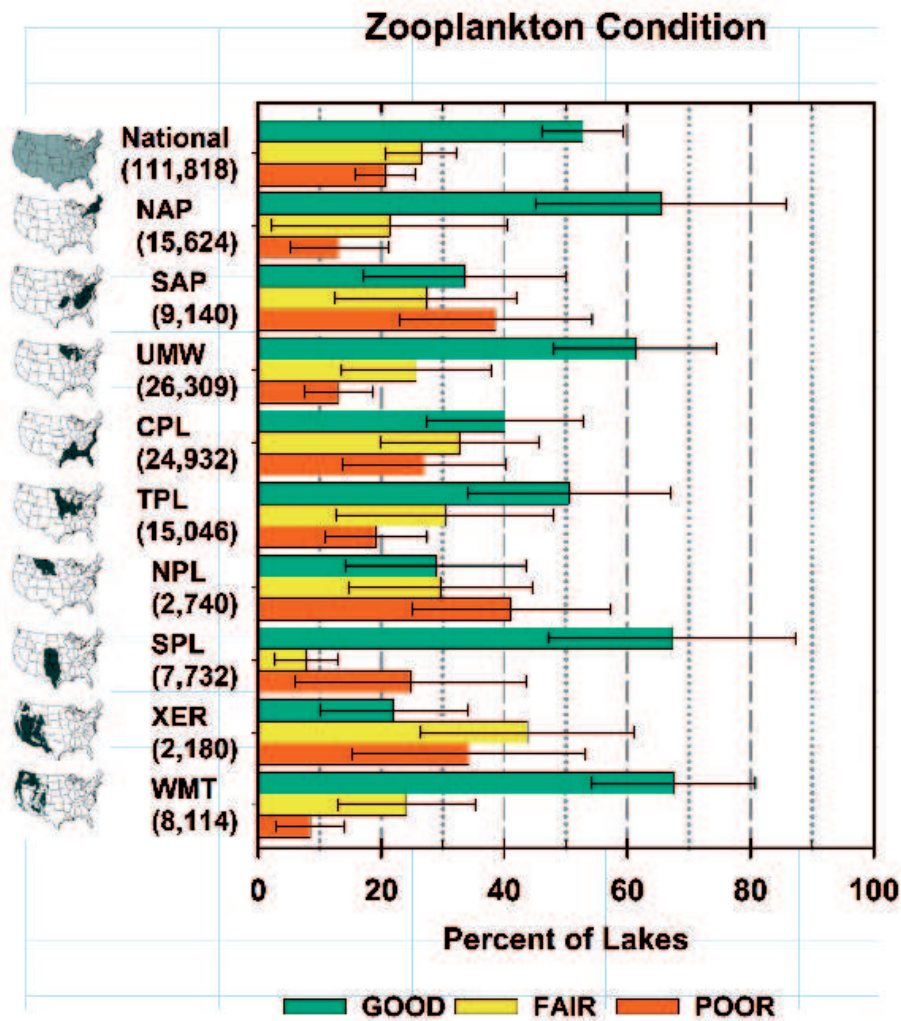 Zooplankton Condition
National
(111,818)
NAP
(15,624)
SAP
(9,140)
UMW
(26,309)
CPL
(24,932)
TPL
(15,046)
NPL
(2,740)
SPL
(7,732)
XER
(2,180)
WMT
(8,114)
0 20 40 60 80 100
Percent of Lakes
GOOD FAIR POOR